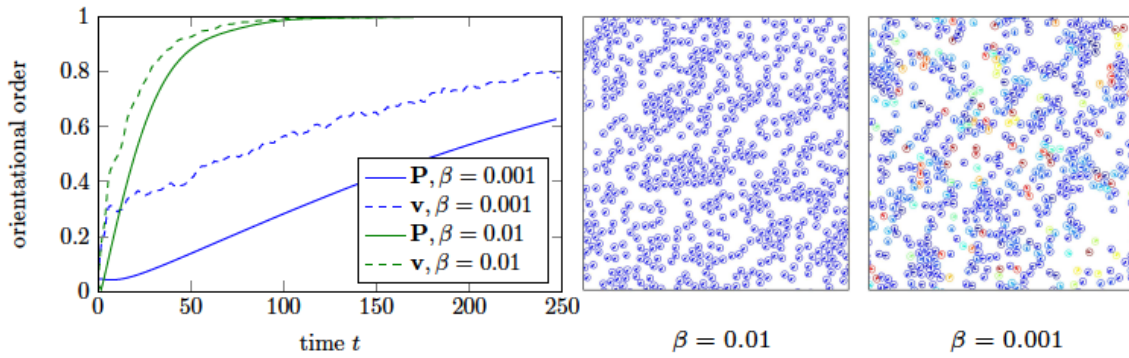 orientational order
1
0.8
0.6
0.4
0.2
0
0 50 100 150 200 250
time t
P, β = 0.001
v, β = 0.001
P, β = 0.01
v, β = 0.01
β = 0.01
β = 0.001